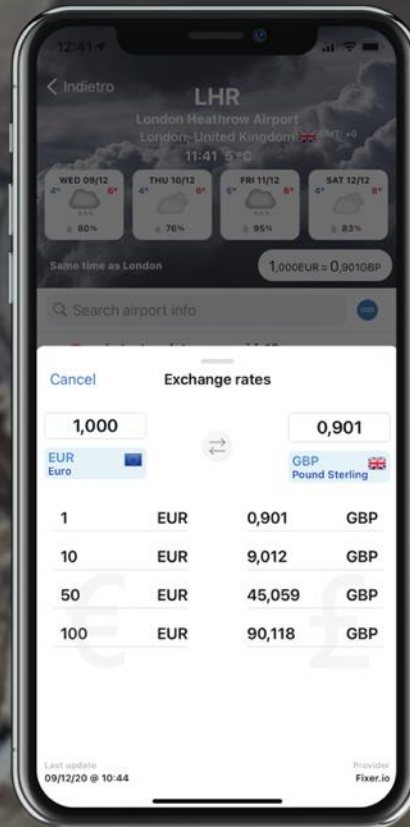 12:41
Indietro
LHR
London Heathrow Airport
London, United Kingdom GMT +0
11:41 5°C
WED 09/12 THU 10/12 FRI 11/12 SAT 12/12
4° 6° 4° 6° 6° 8° 4° 8°
80% 76% 95% 83%
Same time as London 1,000EUR = 0,901GBP
Search airport info
Cancel Exchange rates
1,000 0,901
EUR GBP
Euro Pound Sterling
1 EUR 0,901 GBP
10 EUR 9,012 GBP
50 EUR 45,059 GBP
100 EUR 90,118 GBP
€ £
Last update Provider
09/12/20 @ 10:44 Fixer.io